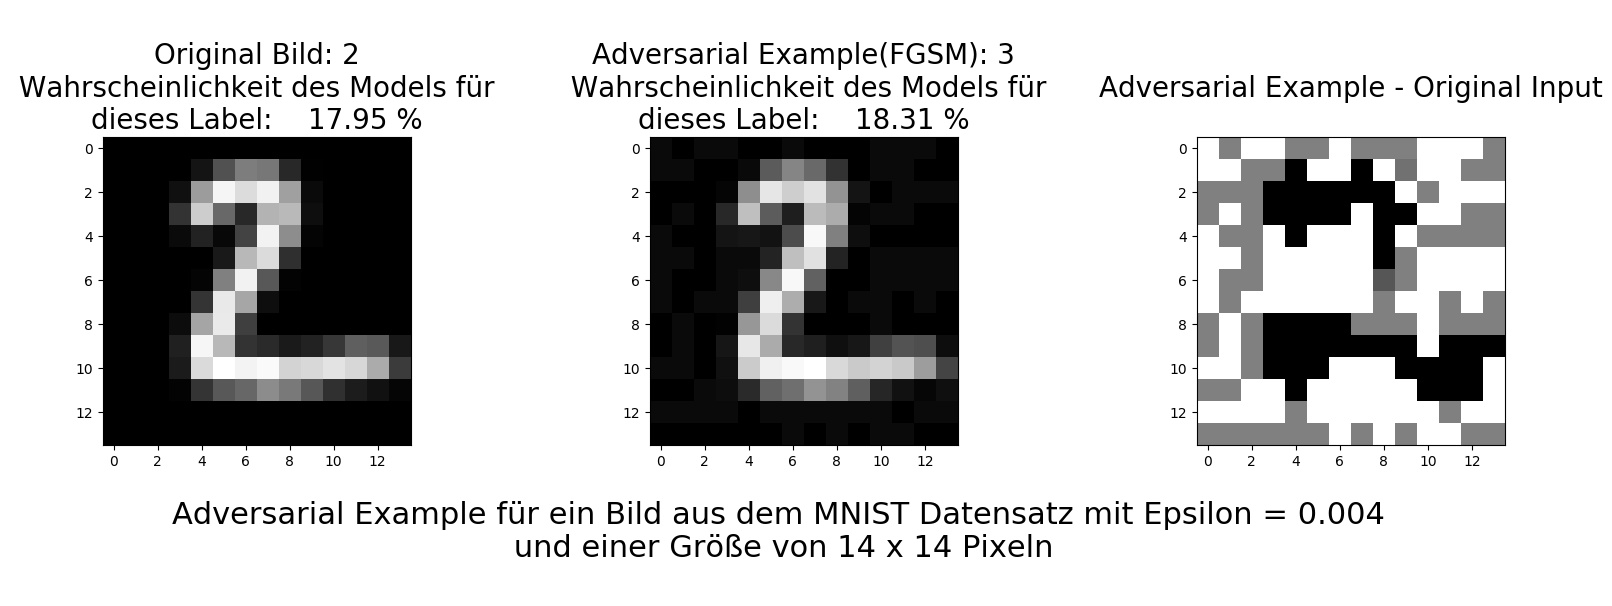 Original Bild: 2
Wahrscheinlichkeit des Models für
dieses Label:    17.95 %
0
2
4
6
8
10
12
0 2 4 6 8 10 12
Adversarial Example(FGSM): 3
Wahrscheinlichkeit des Models für
dieses Label:    18.31 %
0
2
4
6
8
10
12
0 2 4 6 8 10 12
Adversarial Example - Original Input
0
2
4
6
8
10
12
0 2 4 6 8 10 12
Adversarial Example für ein Bild aus dem MNIST Datensatz mit Epsilon = 0.004
und einer Größe von 14 x 14 Pixeln